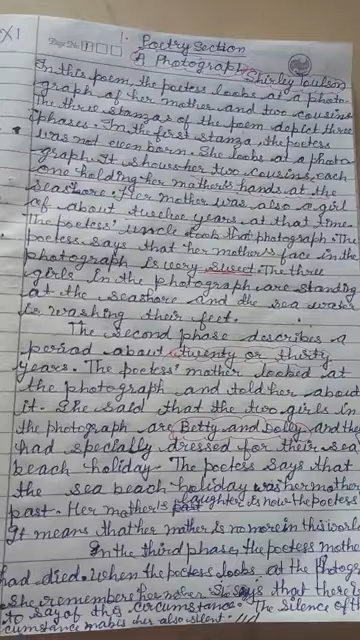 XI
Page No.
1. Poetry Section
A Photograph (Shirley Toulson)
In this poem, the poetess looks at a photo-
graph of her mother and two cousins
The three stanzas of the poem depict three
phases. In the first stanza, the poetess
was not even born. She looks at a photo-
graph. It shows her two cousins, each
one holding her mother's hands at the
seashore. Her mother was also a girl
of about twelve years at that time.
The poetess' uncle took that photograph. The
poetess says that her mother's face in the
photograph is very sweet. The three
girls in the photograph are standing
at the seashore and the sea water
is washing their feet.
The second phase describes a
period about twenty or thirty
years. The poetess' mother looked at
the photograph and told her about
it. She said that the two girls in
the photograph are Betty and Dolly and they
had specially dressed for their sea
beach holiday. The poetess says that
the sea beach holiday was her mother
past. Her mother's laughter is now the poetess
past
It means that her mother is no more in this world
In the third phase, the poetess mother
had died. When the poetess looks at the photogr
she remembers her mother. She says that there is
to say of this circumstance. The silence of th
cumstance makes her also silent.